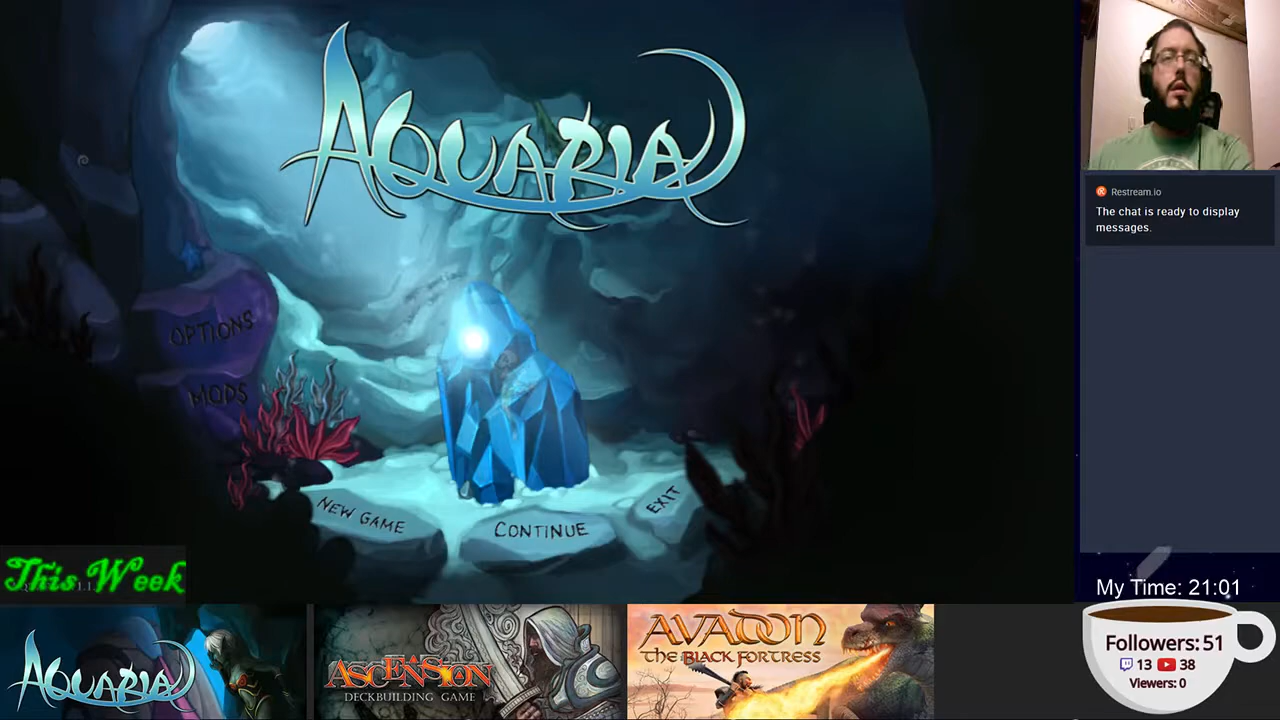 AQUARIA
OPTIONS
MODS
NEW GAME
CONTINUE
EXIT
Restream.io
The chat is ready to display
messages.
This Week
My Time: 21:01
Followers: 51
13 38
Viewers: 0
AQUARIA
ASCENSION
DECKBUILDING GAME
AVADON
THE BLACK FORTRESS